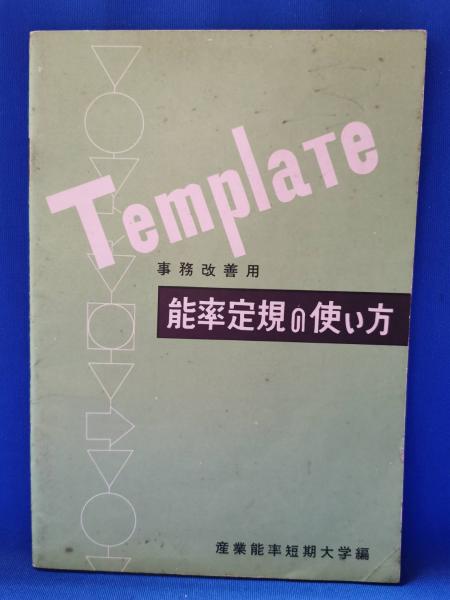 Template
事務改善用
能率定規の使い方
産業能率短期大学編